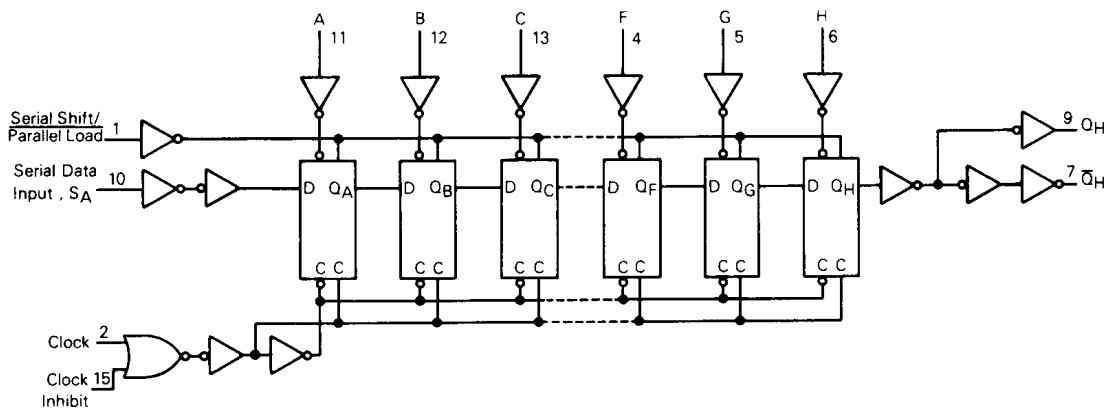 A B C F G H
11 12 13 4 5 6
Serial Shift/
Parallel Load 1
9 QH
Serial Data
Input , SA 10
7 Q̅H
D QA D QB D QC D QF D QG D QH
C C C C C C C C C C C C
Clock 2
Clock 15
Inhibit